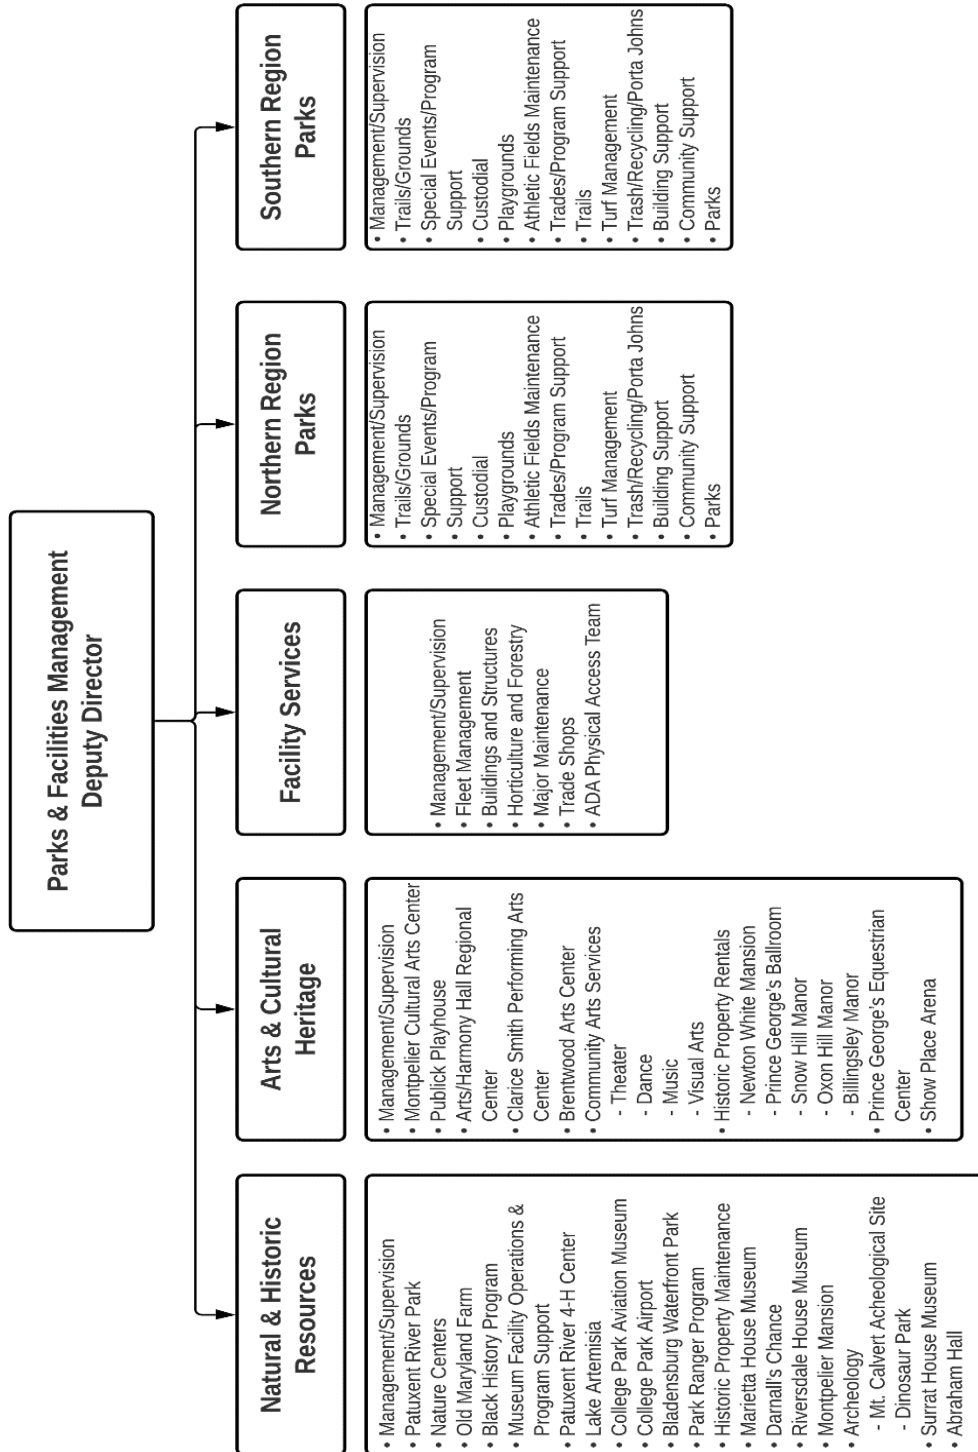 Parks & Facilities Management
Deputy Director
Natural & Historic
Resources
• Management/Supervision
• Patuxent River Park
• Nature Centers
• Old Maryland Farm
• Black History Program
• Museum Facility Operations &
Program Support
• Patuxent River 4-H Center
• Lake Artemisia
• College Park Aviation Museum
• College Park Airport
• Bladensburg Waterfront Park
• Park Ranger Program
• Historic Property Maintenance
• Marietta House Museum
• Darnall's Chance
• Riversdale House Museum
• Montpelier Mansion
Archeology
- Mt. Calvert Acheological Site
- Dinosaur Park
• Surrat House Museum
• Abraham Hall
Arts & Cultural
Heritage
• Management/Supervision
• Montpelier Cultural Arts Center
• Publick Playhouse
• Arts/Harmony Hall Regional
Center
• Clarice Smith Performing Arts
Center
• Brentwood Arts Center
• Community Arts Services
- Theater
- Dance
- Music
- Visual Arts
• Historic Property Rentals
- Newton White Mansion
- Prince George's Ballroom
- Snow Hill Manor
- Oxon Hill Manor
- Billingsley Manor
• Prince George's Equestrian
Center
• Show Place Arena
Facility Services
• Management/Supervision
• Fleet Management
• Buildings and Structures
• Horticulture and Forestry
• Major Maintenance
• Trade Shops
• ADA Physical Access Team
Northern Region
Parks
• Management/Supervision
• Trails/Grounds
• Special Events/Program
• Support
• Custodial
• Playgrounds
• Athletic Fields Maintenance
• Trades/Program Support
• Trails
• Turf Management
• Trash/Recycling/Porta Johns
• Building Support
• Community Support
• Parks
Southern Region
Parks
• Management/Supervision
• Trails/Grounds
• Special Events/Program
Support
• Custodial
• Playgrounds
• Athletic Fields Maintenance
• Trades/Program Support
• Trails
• Turf Management
• Trash/Recycling/Porta Johns
• Building Support
• Community Support
• Parks